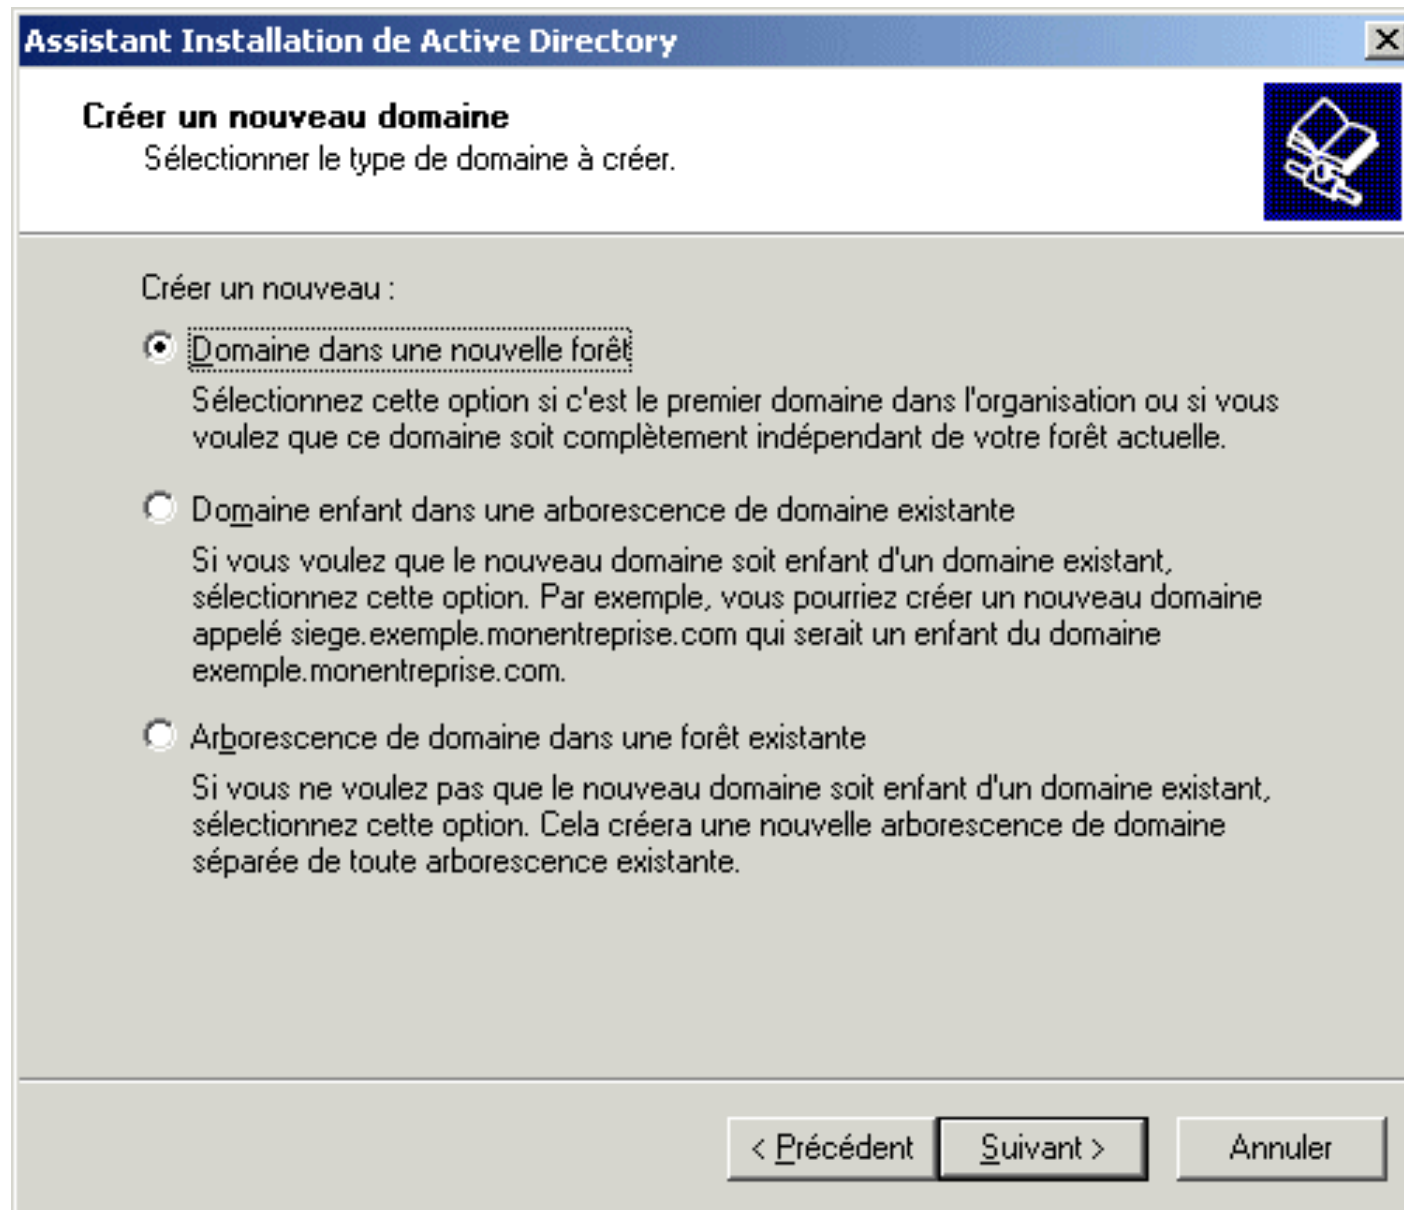 Assistant Installation de Active Directory
Créer un nouveau domaine
Sélectionner le type de domaine à créer.
Créer un nouveau :
Domaine dans une nouvelle forêt
Sélectionnez cette option si c'est le premier domaine dans l'organisation ou si vous
voulez que ce domaine soit complètement indépendant de votre forêt actuelle.
Domaine enfant dans une arborescence de domaine existante
Si vous voulez que le nouveau domaine soit enfant d'un domaine existant,
sélectionnez cette option. Par exemple, vous pourriez créer un nouveau domaine
appelé siege.exemple.monentreprise.com qui serait un enfant du domaine
exemple.monentreprise.com.
Arborescence de domaine dans une forêt existante
Si vous ne voulez pas que le nouveau domaine soit enfant d'un domaine existant,
sélectionnez cette option. Cela créera une nouvelle arborescence de domaine
séparée de toute arborescence existante.
< Précédent Suivant > Annuler